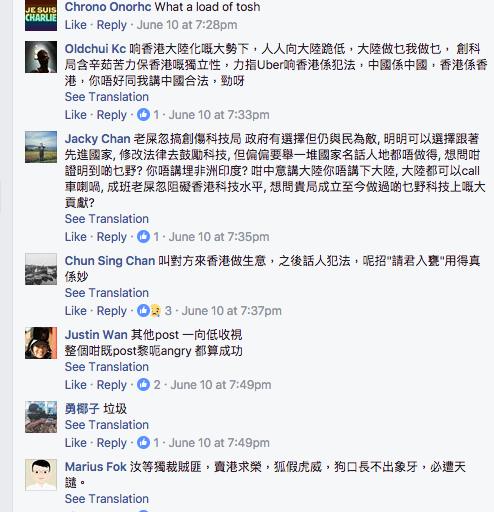 JE SUIS
CHARLIE
Chrono Onorhc What a load of tosh
Like · Reply · June 10 at 7:28pm
Oldchui Kc 响香港大陸化嘅大勢下，人人向大陸跪低，大陸做乜我做乜， 創科
局含辛茹苦力保香港嘅獨立性，力指Uber响香港係犯法，中國係中國，香港係香
港，你唔好同我講中國合法，勁呀
See Translation
Like · Reply · 1 · June 10 at 7:33pm
Jacky Chan 老屎忽搞創傷科技局 政府有選擇但仍與民為敵, 明明可以選擇跟著
先進國家, 修改法律去鼓勵科技, 但偏偏要舉一堆國家名話人地都唔做得, 想問咁
證明到啲乜野? 你唔講埋非洲印度? 咁中意講大陸你唔講下大陸, 大陸都可以call
車喇喎, 成班老屎忽阻礙香港科技水平, 想問貴局成立至今做過啲乜野科技上嘅大
貢獻?
See Translation
Like · Reply · 1 · June 10 at 7:35pm
Chun Sing Chan 叫對方來香港做生意，之後話人犯法，呢招"請君入甕"用得真
係妙
See Translation
Like · Reply · 3 · June 10 at 7:37pm
Justin Wan 其他post 一向低收視
整個咁既post黎呃angry 都算成功
See Translation
Like · Reply · 2 · June 10 at 7:49pm
勇椰子 垃圾
See Translation
Like · Reply · 1 · June 10 at 7:49pm
Marius Fok 汝等獨裁賊匪，賣港求榮，狐假虎威，狗口長不出象牙，必遭天
譴。
See Translation